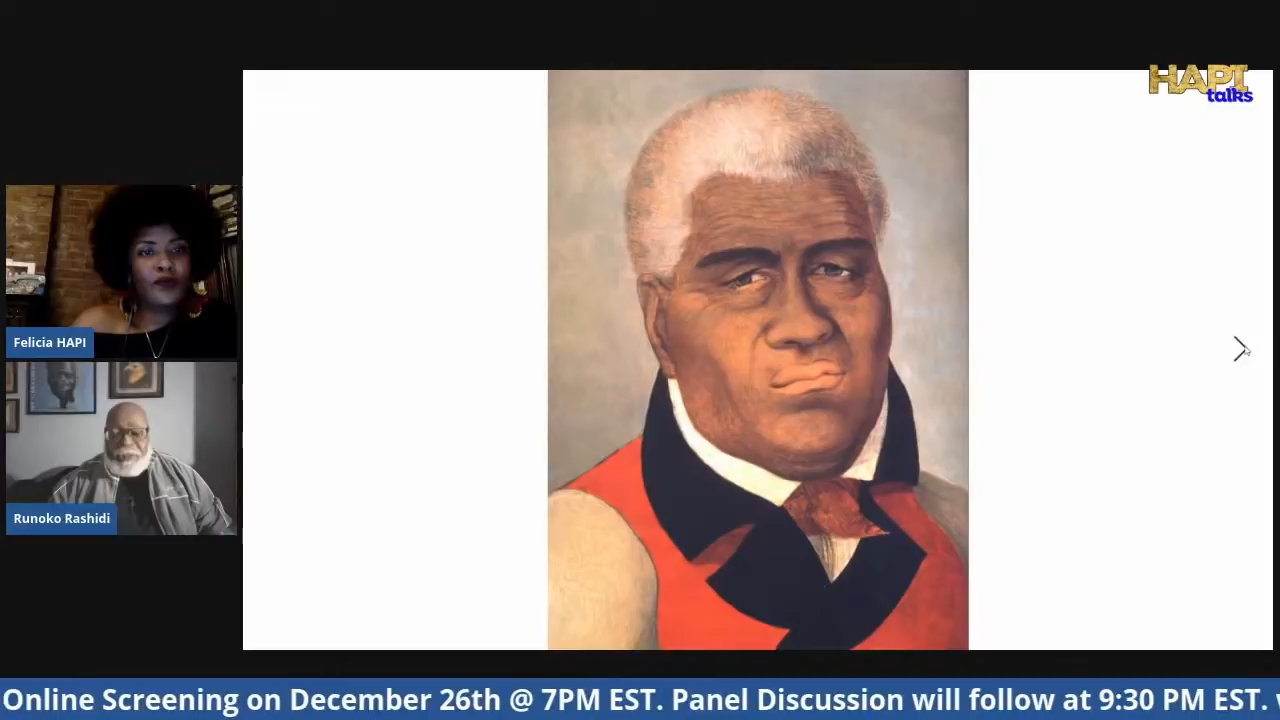 HAPI
talks
Felicia HAPI
Runoko Rashidi
Online Screening on December 26th @ 7PM EST. Panel Discussion will follow at 9:30 PM EST.